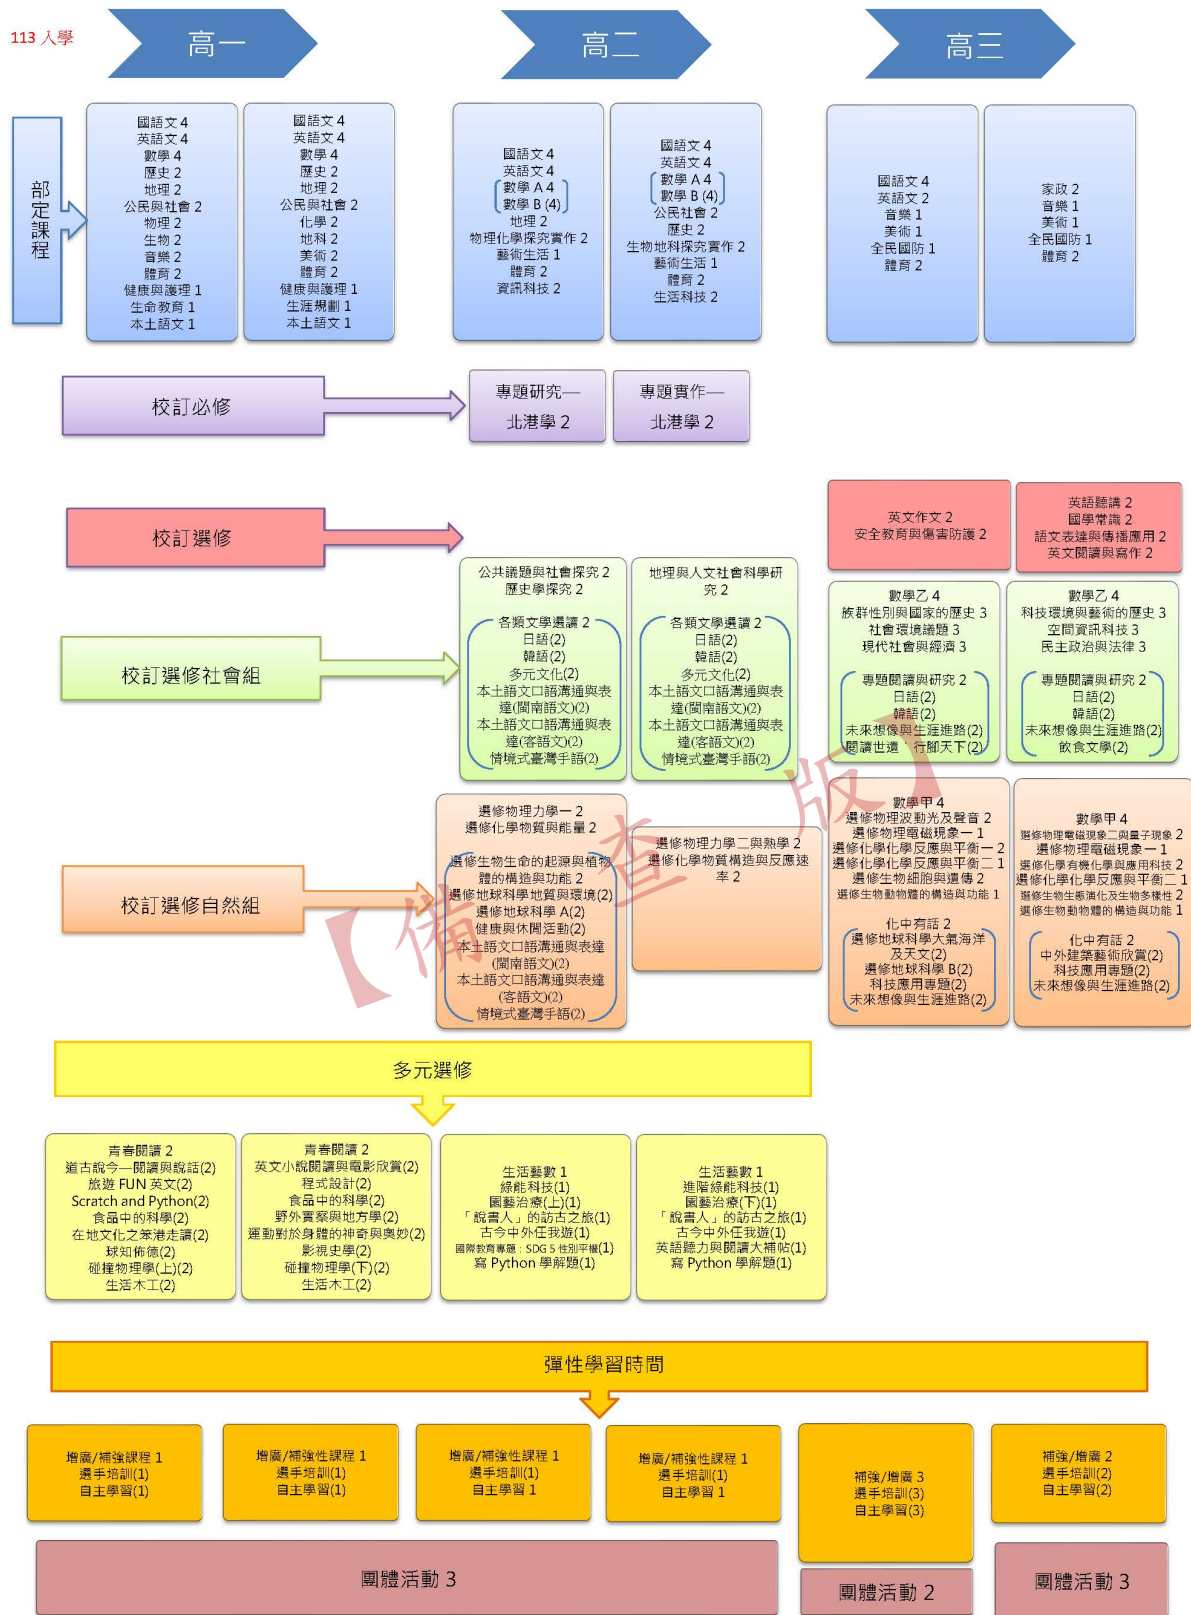 113 入學
高一
高二
高三
部定課程
國語文 4
英語文 4
數學 4
歷史 2
地理 2
公民與社會 2
物理 2
生物 2
音樂 2
體育 2
健康與護理 1
生命教育 1
本土語文 1
國語文 4
英語文 4
數學 4
歷史 2
地理 2
公民與社會 2
化學 2
地科 2
美術 2
體育 2
健康與護理 1
生涯規劃 1
本土語文 1
國語文 4
英語文 4
數學 A 4
數學 B (4)
地理 2
物理化學探究實作 2
藝術生活 1
體育 2
資訊科技 2
國語文 4
英語文 4
數學 A 4
數學 B (4)
公民社會 2
歷史 2
生物地科探究實作 2
藝術生活 1
體育 2
生活科技 2
國語文 4
英語文 2
音樂 1
美術 1
全民國防 1
體育 2
家政 2
音樂 1
美術 1
全民國防 1
體育 2
校訂必修
專題研究—
北港學 2
專題實作—
北港學 2
校訂選修
英文作文 2
安全教育與傷害防護 2
英語聽講 2
國學常識 2
語文表達與傳播應用 2
英文閱讀與寫作 2
校訂選修社會組
公共議題與社會探究 2
歷史學探究 2
各類文學選讀 2
日語(2)
韓語(2)
多元文化(2)
本土語文口語溝通與表
達(閩南語文)(2)
本土語文口語溝通與表
達(客語文)(2)
情境式臺灣手語(2)
地理與人文社會科學研
究 2
各類文學選讀 2
日語(2)
韓語(2)
多元文化(2)
本土語文口語溝通與表
達(閩南語文)(2)
本土語文口語溝通與表
達(客語文)(2)
情境式臺灣手語(2)
數學乙 4
族群性別與國家的歷史 3
社會環境議題 3
現代社會與經濟 3
專題閱讀與研究 2
日語(2)
韓語(2)
未來想像與生涯進路(2)
閱讀世遺 行腳天下(2)
數學乙 4
科技環境與藝術的歷史 3
空間資訊科技 3
民主政治與法律 3
專題閱讀與研究 2
日語(2)
韓語(2)
未來想像與生涯進路(2)
飲食文學(2)
校訂選修自然組
選修物理力學一 2
選修化學物質與能量 2
選修生物生命的起源與植物
體的構造與功能 2
選修地球科學地質與環境(2)
選修地球科學 A(2)
健康與休閒活動(2)
本土語文口語溝通與表達
(閩南語文)(2)
本土語文口語溝通與表達
(客語文)(2)
情境式臺灣手語(2)
選修物理力學二與熱學 2
選修化學物質構造與反應速
率 2
數學甲 4
選修物理波動光及聲音 2
選修物理電磁現象一 1
選修化學化學反應與平衡一 2
選修化學化學反應與平衡二 1
選修生物細胞與遺傳 2
選修生物動物體的構造與功能 1
化中有話 2
選修地球科學大氣海洋
及天文(2)
選修地球科學 B(2)
科技應用專題(2)
未來想像與生涯進路(2)
數學甲 4
選修物理電磁現象二與量子現象 2
選修物理電磁現象一 1
選修化學有機化學與應用科技 2
選修化學化學反應與平衡二 1
選修生物生態演化及生物多樣性 2
選修生物動物體的構造與功能 1
化中有話 2
中外建築藝術欣賞(2)
科技應用專題(2)
未來想像與生涯進路(2)
【備查版】
多元選修
青春閱讀 2
道古說今—閱讀與說話(2)
旅遊 FUN 英文(2)
Scratch and Python(2)
食品中的科學(2)
在地文化之笨港走讀(2)
球知佈德(2)
碰撞物理學(上)(2)
生活木工(2)
青春閱讀 2
英文小說閱讀與電影欣賞(2)
程式設計(2)
食品中的科學(2)
野外實察與地方學(2)
運動對於身體的神奇與奧妙(2)
影視史學(2)
碰撞物理學(下)(2)
生活木工(2)
生活藝數 1
綠能科技(1)
園藝治療(上)(1)
「說書人」的訪古之旅(1)
古今中外任我遊(1)
國際教育專題：SDG 5 性別平權(1)
寫 Python 學解題(1)
生活藝數 1
進階綠能科技(1)
園藝治療(下)(1)
「說書人」的訪古之旅(1)
古今中外任我遊(1)
英語聽力與閱讀大補帖(1)
寫 Python 學解題(1)
彈性學習時間
增廣/補強課程 1
選手培訓(1)
自主學習(1)
增廣/補強性課程 1
選手培訓(1)
自主學習(1)
增廣/補強性課程 1
選手培訓(1)
自主學習 1
增廣/補強性課程 1
選手培訓(1)
自主學習 1
補強/增廣 3
選手培訓(3)
自主學習(3)
補強/增廣 2
選手培訓(2)
自主學習(2)
團體活動 3
團體活動 2
團體活動 3